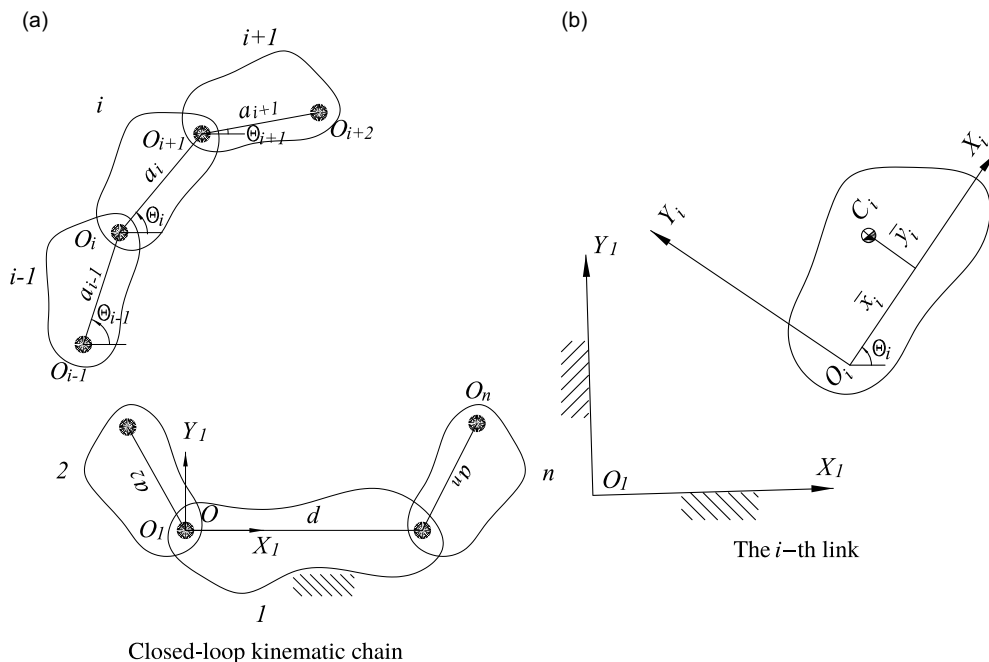 (a)
(b)
i+1
i
a_{i+1}
Θ_{i+1}
O_{i+2}
O_{i+1}
a_i
Θ_i
O_i
i-1
a_{i-1}
Θ_{i-1}
O_{i-1}
O_n
Y_1
2
a_2
a_n
n
O_1
O
d
X_1
1
Closed-loop kinematic chain
X_i
Y_i
C_i
ȳ_i
Y_1
x̄_i
Θ_i
O_i
O_1
X_1
The i–th link